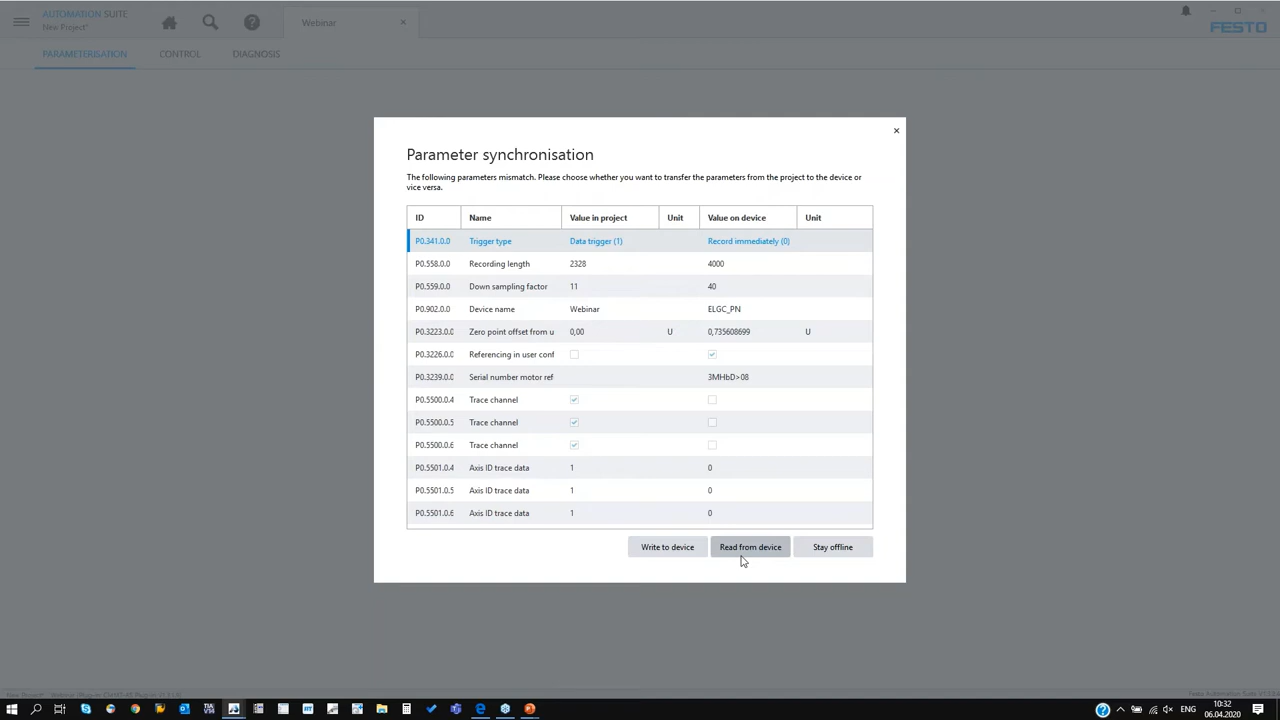 AUTOMATION SUITE
New Project*
Webinar
FESTO
PARAMETERISATION CONTROL DIAGNOSIS
Parameter synchronisation
The following parameters mismatch. Please choose whether you want to transfer the parameters from the project to the device or
vice versa.
ID Name Value in project Unit Value on device Unit
P0.341.0.0 Trigger type Data trigger (1) Record immediately (0)
P0.558.0.0 Recording length 2328 4000
P0.559.0.0 Down sampling factor 11 40
P0.902.0.0 Device name Webinar ELGC_PN
P0.3223.0.0 Zero point offset from u 0,00 U 0,735608699 U
P0.3226.0.0 Referencing in user conf
P0.3239.0.0 Serial number motor ref 3MHbD>08
P0.5500.0.4 Trace channel
P0.5500.0.5 Trace channel
P0.5500.0.6 Trace channel
P0.5501.0.4 Axis ID trace data 1 0
P0.5501.0.5 Axis ID trace data 1 0
P0.5501.0.6 Axis ID trace data 1 0
Write to device Read from device Stay offline
ENG
10:32
06.04.2020